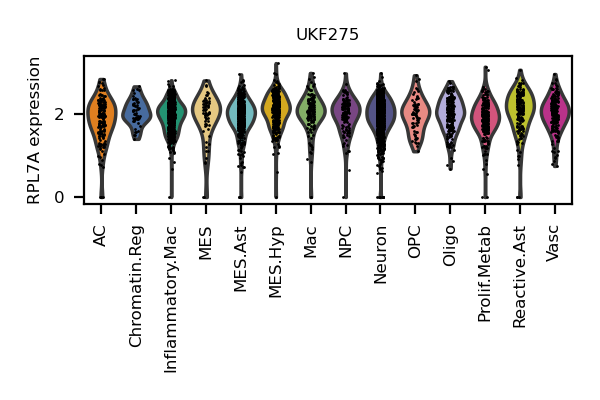 UKF275
RPL7A expression
2
0
AC
Chromatin.Reg
Inflammatory.Mac
MES
MES.Ast
MES.Hyp
Mac
NPC
Neuron
OPC
Oligo
Prolif.Metab
Reactive.Ast
Vasc